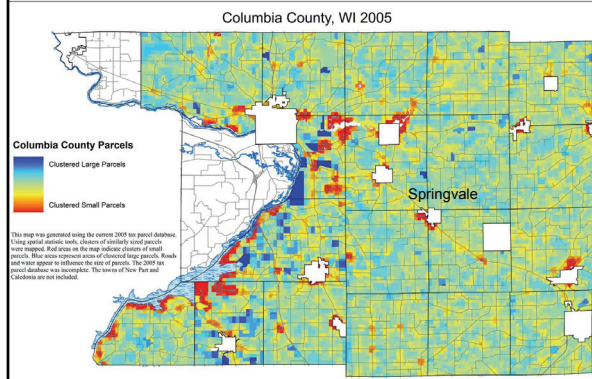 Columbia County, WI 2005
Columbia County Parcels
Clustered Large Parcels
Clustered Small Parcels
Springvale
This map was generated using the current 2005 tax parcel database.
Using spatial statistic tools, clusters of similarly sized parcels
were mapped. Red areas on the map indicate clusters of small
parcels. Blue areas represent areas of clustered large parcels. Roads
and water appear to influence the size of parcels. The 2005 tax
parcel database was incomplete. The towns of New Part and
Caledonia are not included.